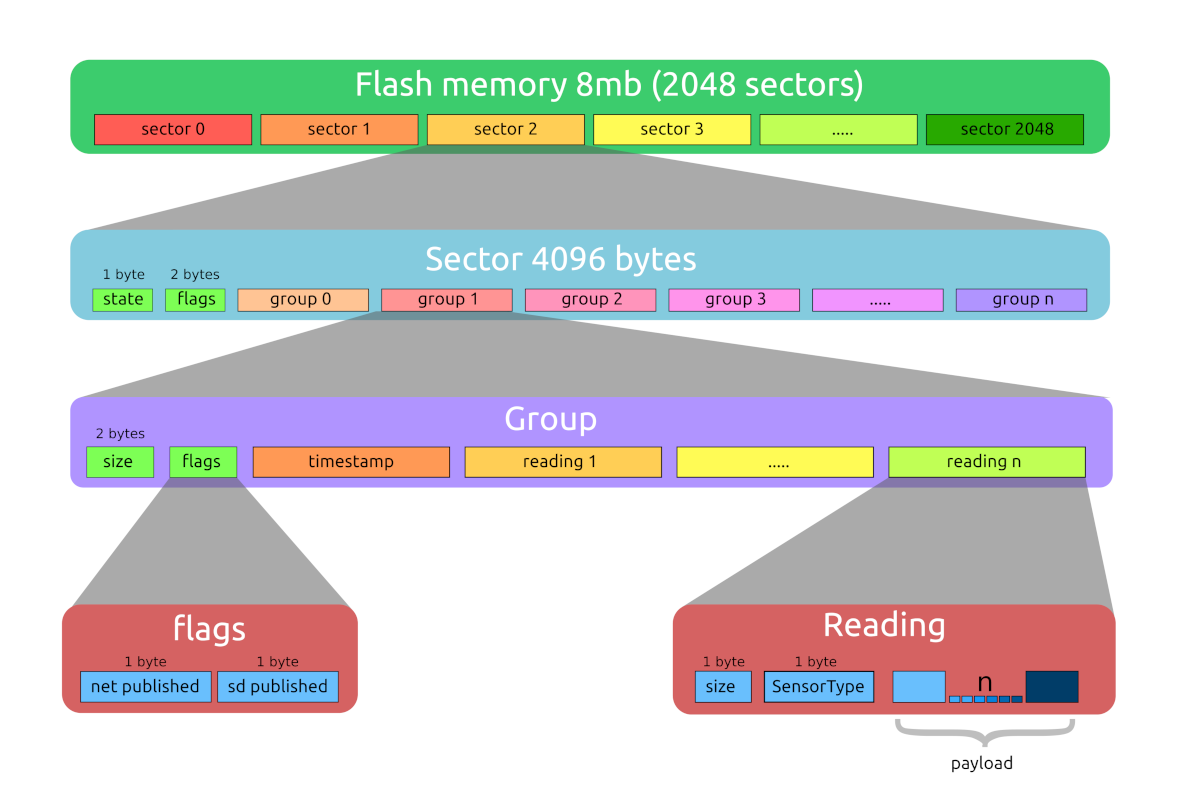 Flash memory 8mb (2048 sectors)
sector 0 sector 1 sector 2 sector 3 ..... sector 2048
Sector 4096 bytes
1 byte 2 bytes
state flags group 0 group 1 group 2 group 3 ..... group n
Group
2 bytes
size flags timestamp reading 1 ..... reading n
flags
1 byte 1 byte
net published sd published
Reading
1 byte 1 byte
size SensorType n
payload